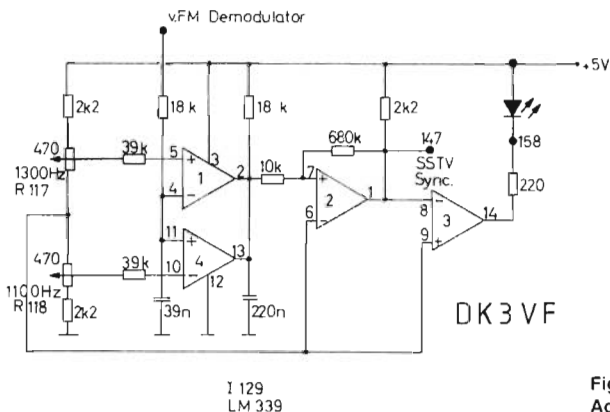 v.FM Demodulator
+5V
2k2
18 k
18 k
2k2
680k
147
SSTV
Sync.
158
220
470
1300Hz
R 117
39k
5
+
3
1
2
4
-
10k
7
+
2
1
6
-
-
8
3
14
9
+
11
+
4
13
10
-
12
470
1100Hz
R 118
39k
2k2
39n
220n
DK3VF
I 129
LM 339
Fig
Ac